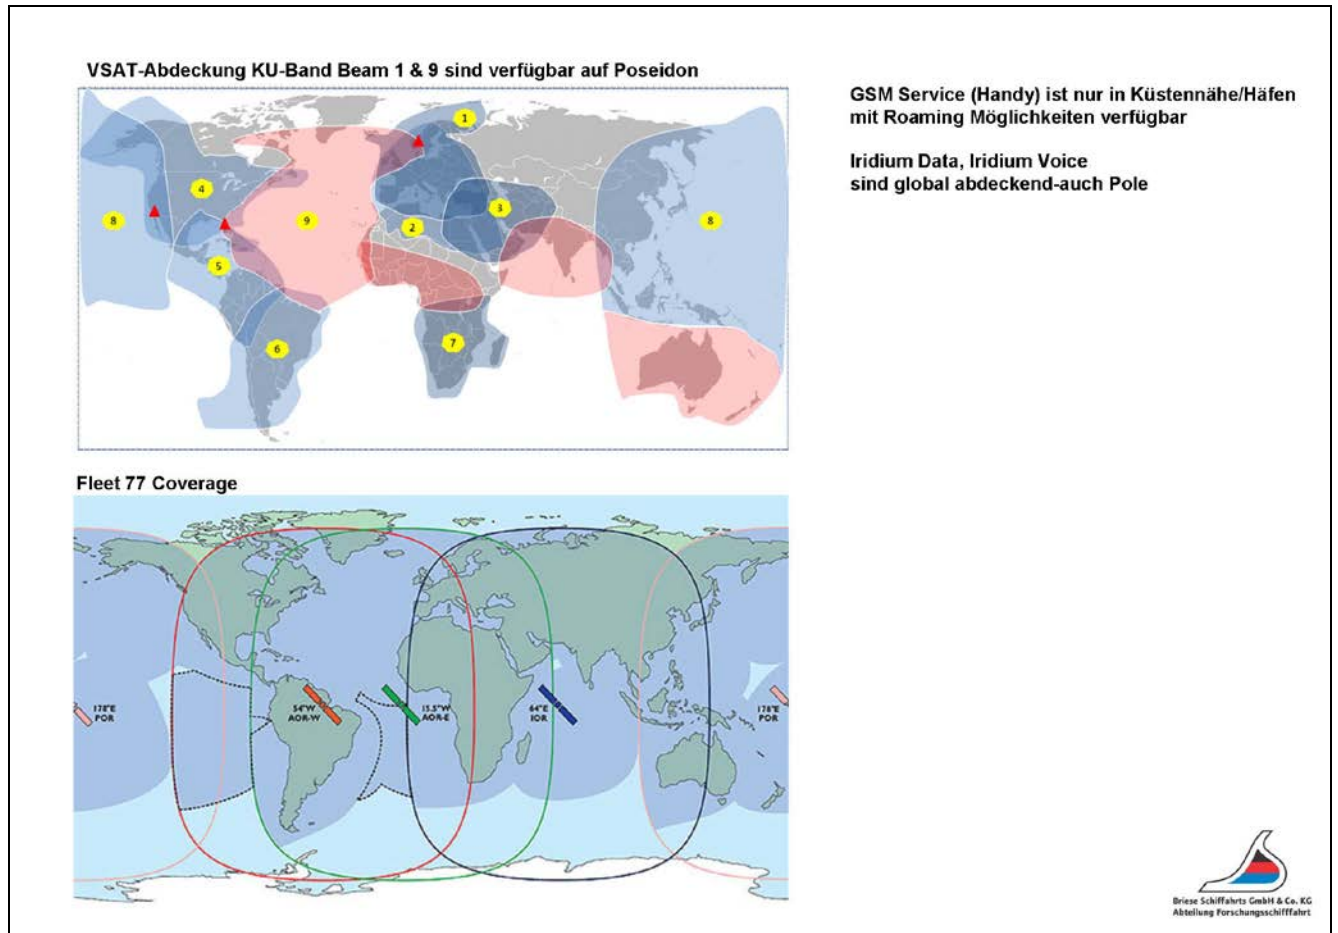 VSAT-Abdeckung KU-Band Beam 1 & 9 sind verfügbar auf Poseidon
1
4
3
8
9
2
8
5
7
6
GSM Service (Handy) ist nur in Küstennähe/Häfen
mit Roaming Möglichkeiten verfügbar
Iridium Data, Iridium Voice
sind global abdeckend-auch Pole
Fleet 77 Coverage
178°E
POR
54°W
AOR-W
15.5°W
AOR-E
64°E
IOR
178°E
POR
Briese Schiffahrts GmbH & Co. KG
Abteilung Forschungsschifffahrt